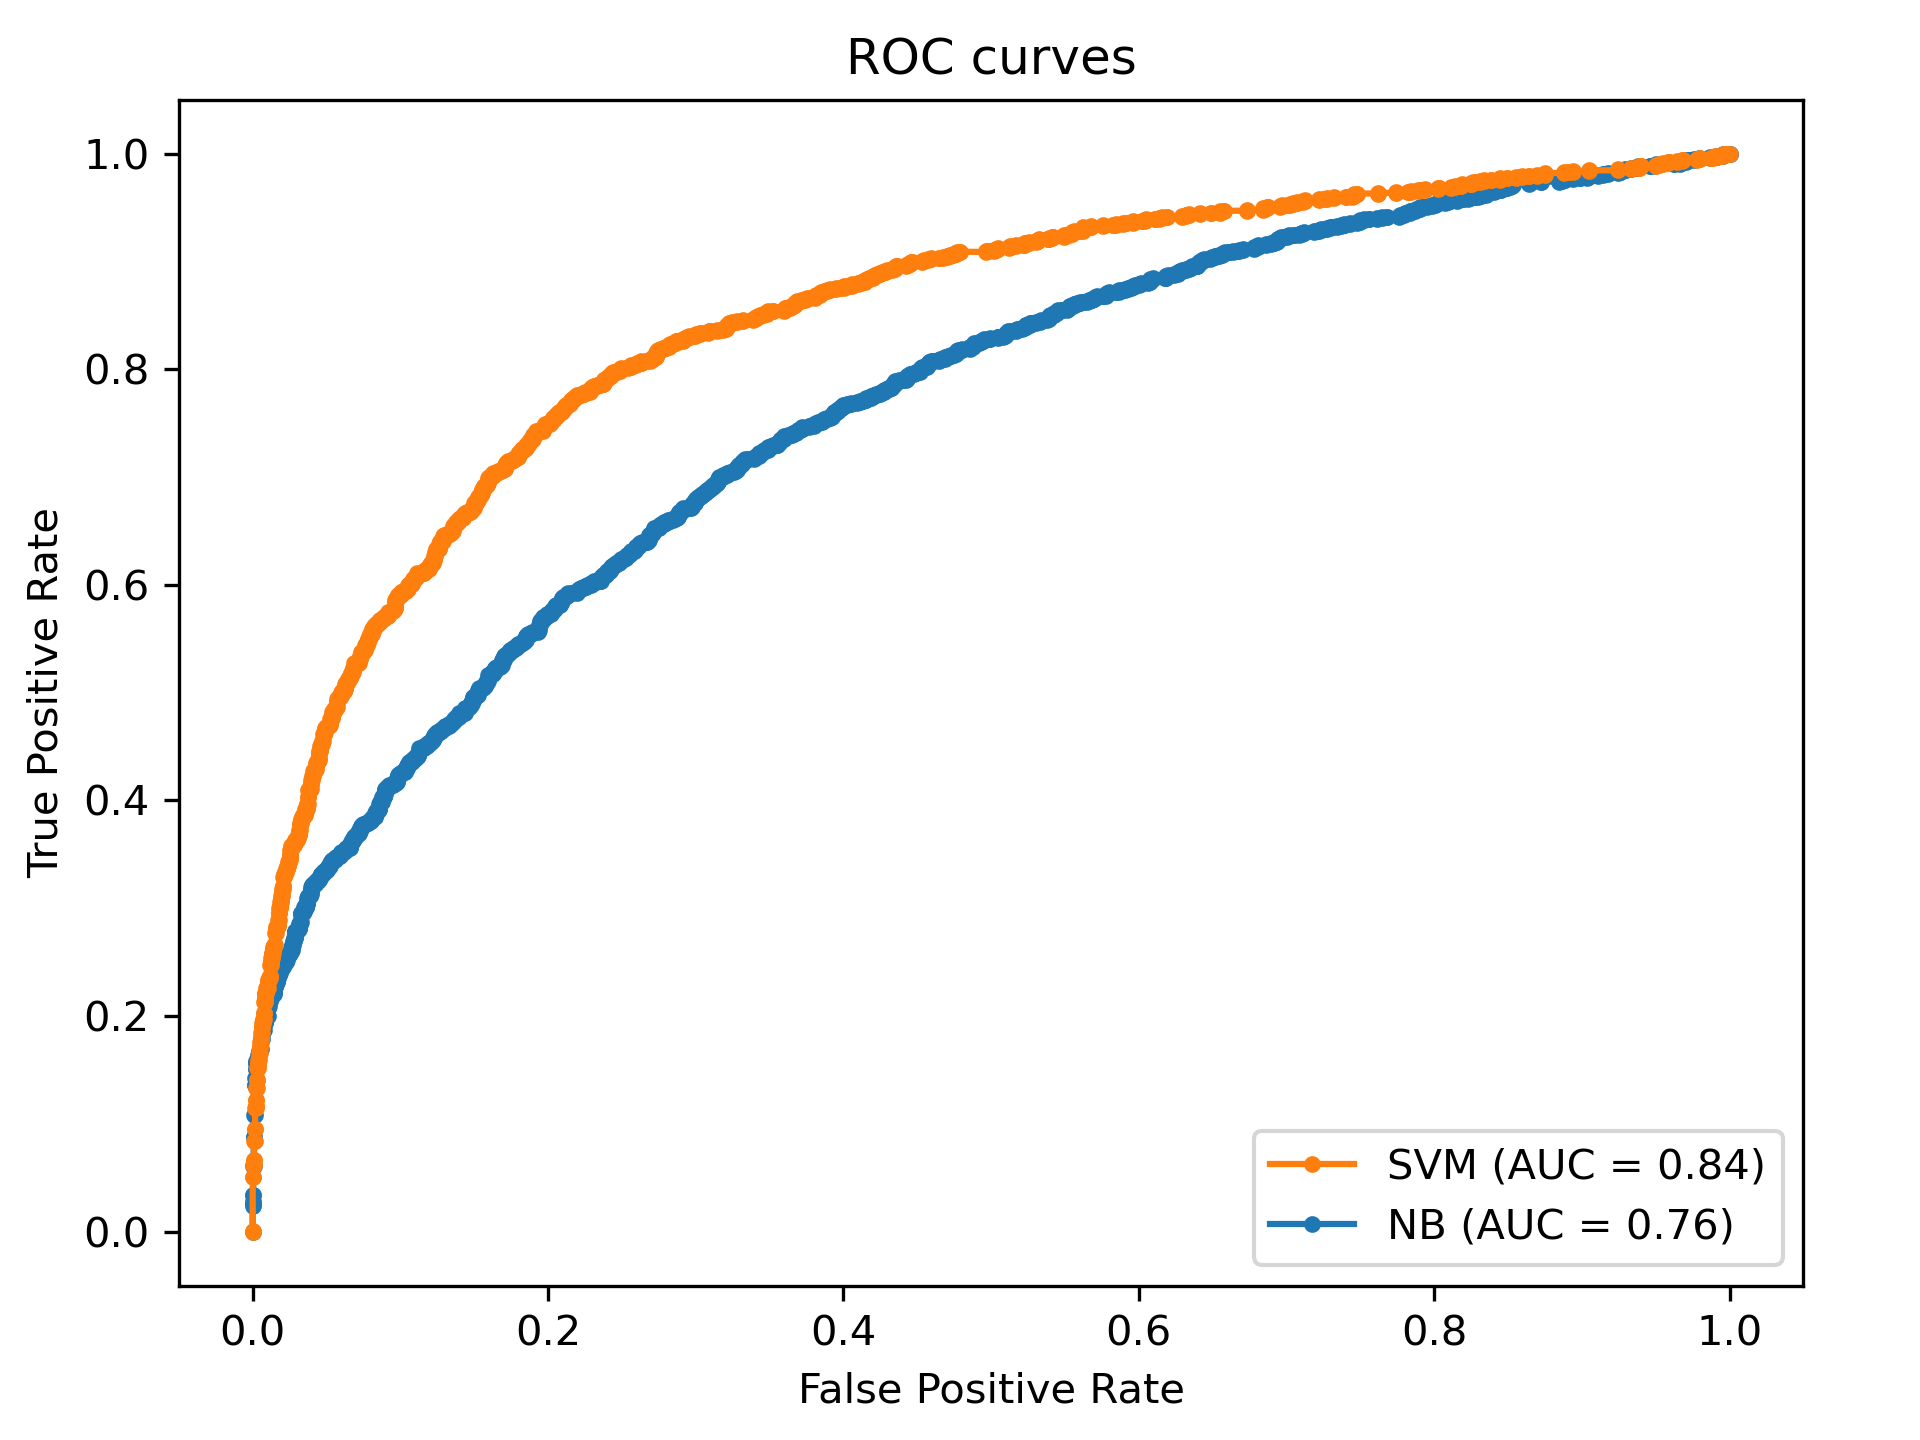 ROC curves
1.0
0.8
0.6
0.4
0.2
0.0
True Positive Rate
SVM (AUC = 0.84)
NB (AUC = 0.76)
0.0 0.2 0.4 0.6 0.8 1.0
False Positive Rate